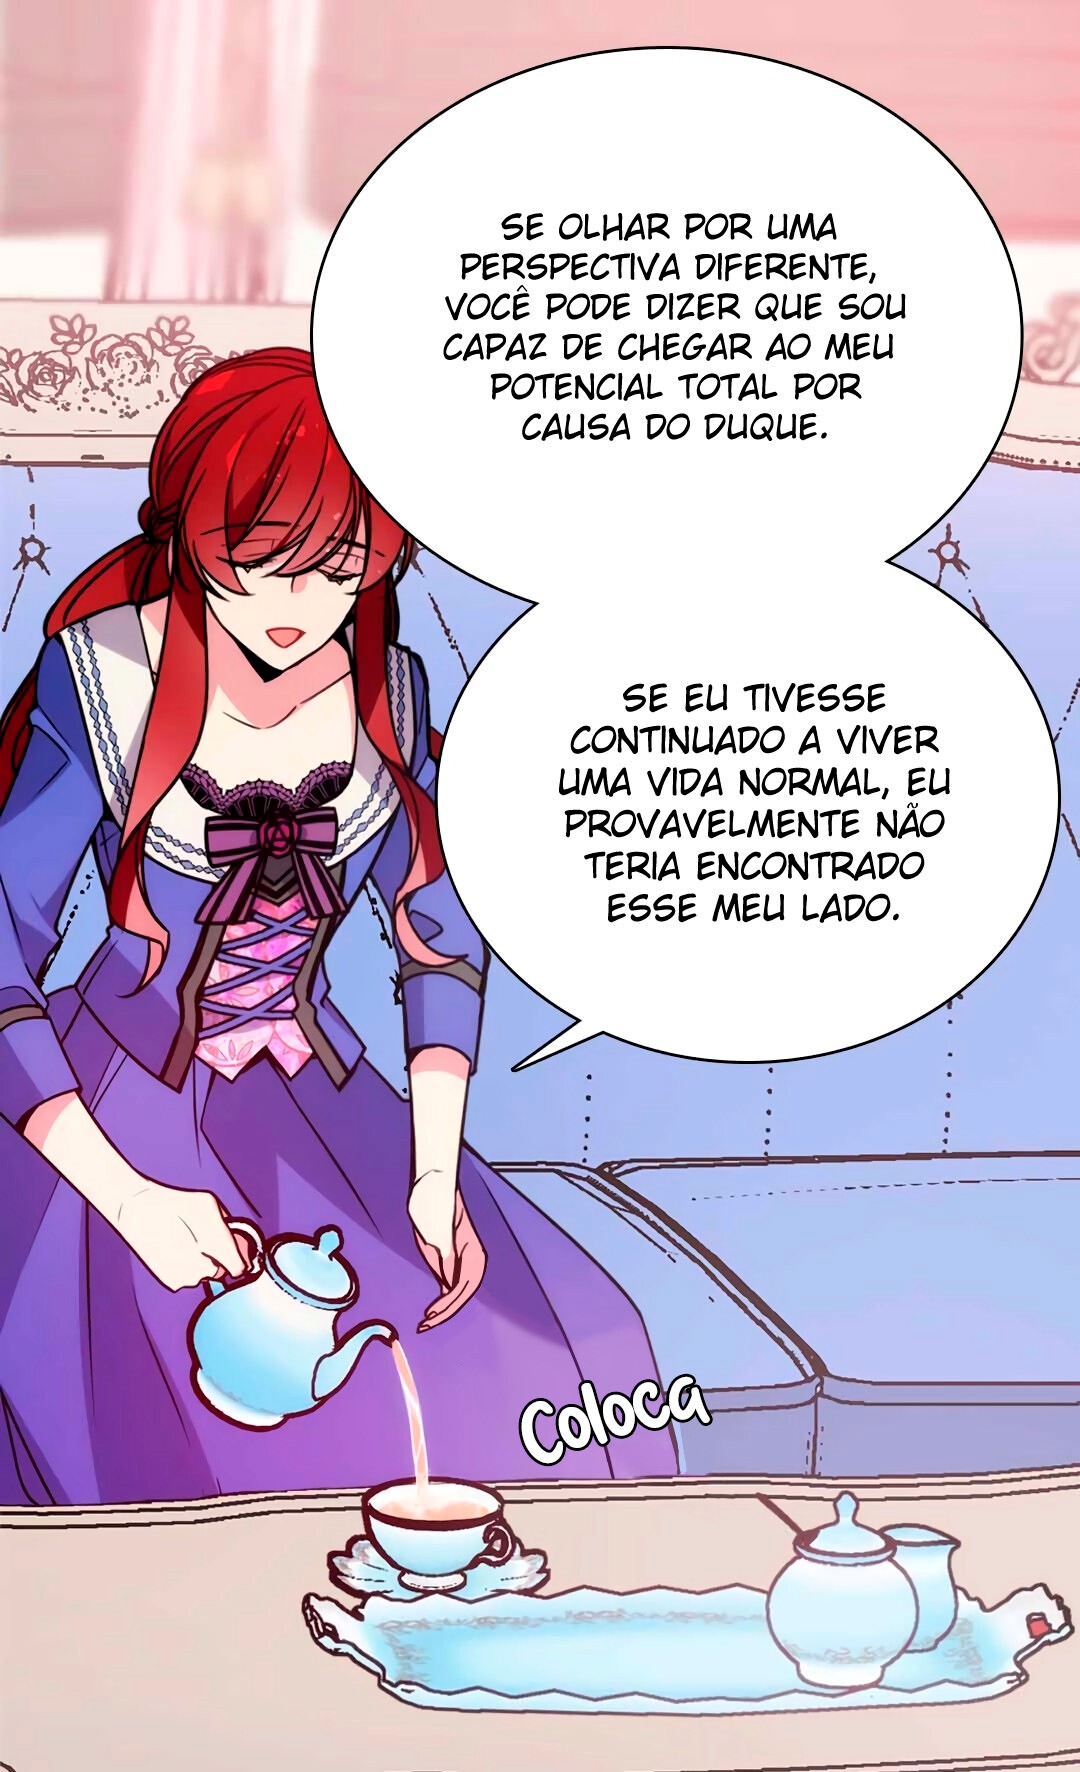 SE OLHAR POR UMA
PERSPECTIVA DIFERENTE,
VOCÊ PODE DIZER QUE SOU
CAPAZ DE CHEGAR AO MEU
POTENCIAL TOTAL POR
CAUSA DO DUQUE.
SE EU TIVESSE
CONTINUADO A VIVER
UMA VIDA NORMAL, EU
PROVAVELMENTE NÃO
TERIA ENCONTRADO
ESSE MEU LADO.
Coloca